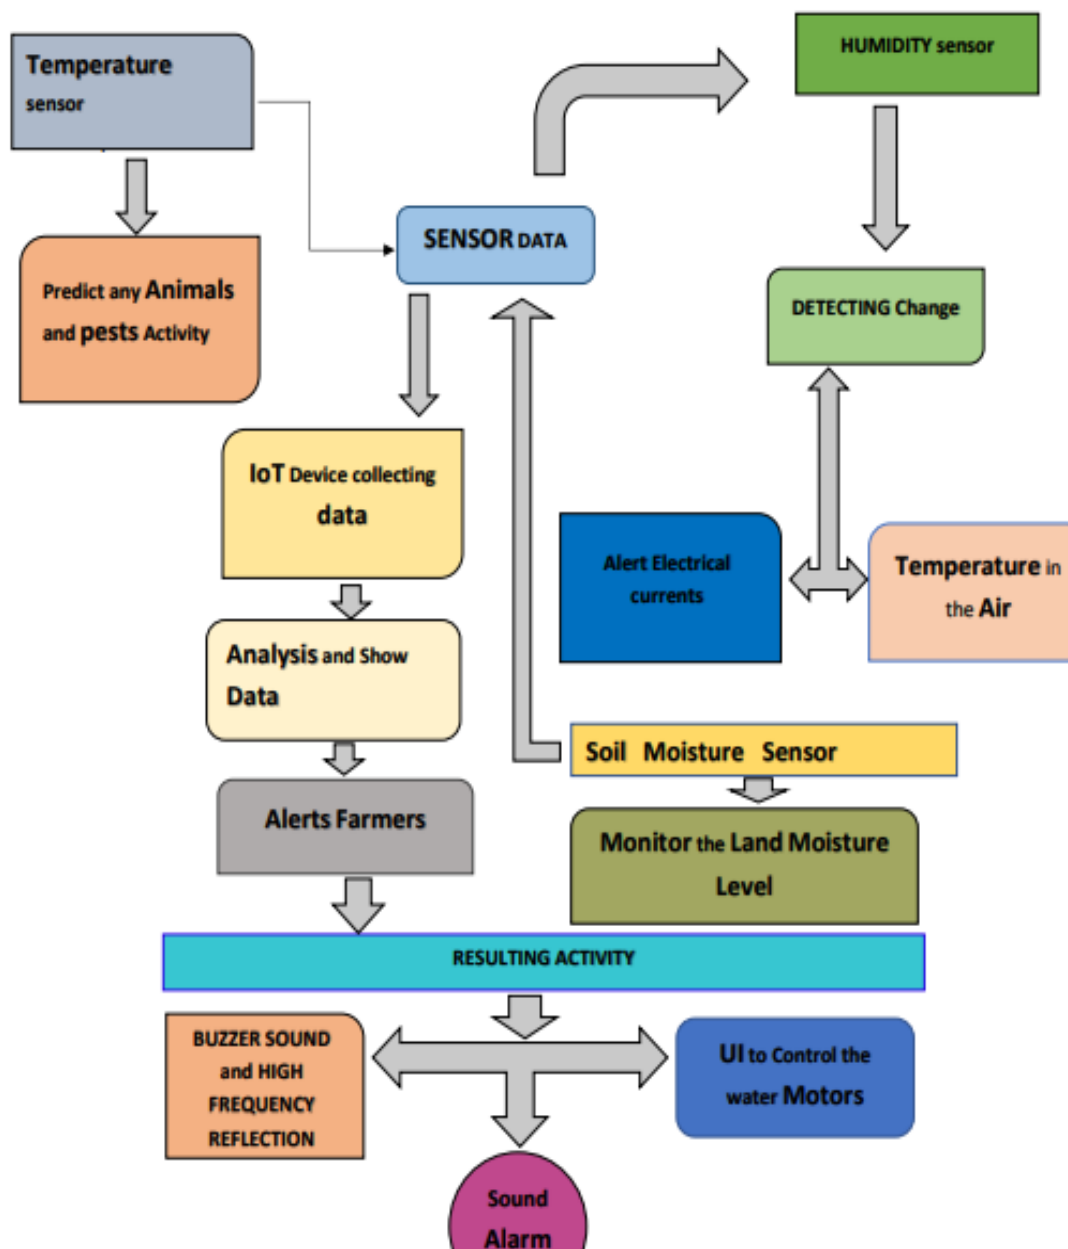 Temperature
sensor
HUMIDITY sensor
SENSOR DATA
Predict any Animals
and pests Activity
DETECTING Change
IoT Device collecting
data
Alert Electrical
currents
Temperature in
the Air
Analysis and Show
Data
Soil Moisture Sensor
Alerts Farmers
Monitor the Land Moisture
Level
RESULTING ACTIVITY
BUZZER SOUND
and HIGH
FREQUENCY
REFLECTION
UI to Control the
water Motors
Sound
Alarm